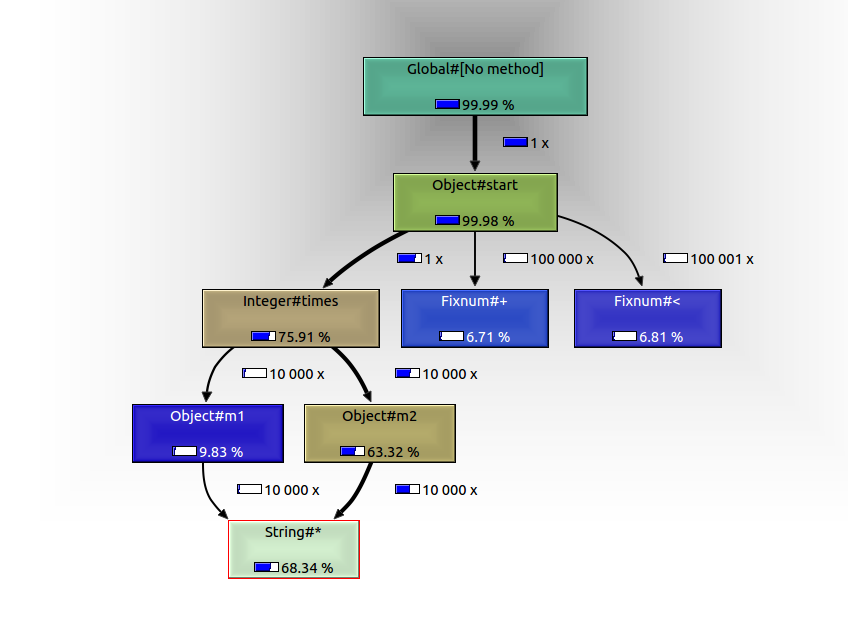 Global#[No method]
99.99 %
1 x
Object#start
99.98 %
1 x
100 000 x
100 001 x
Integer#times
75.91 %
Fixnum#+
6.71 %
Fixnum#<
6.81 %
10 000 x
10 000 x
Object#m1
9.83 %
Object#m2
63.32 %
10 000 x
10 000 x
String#*
68.34 %